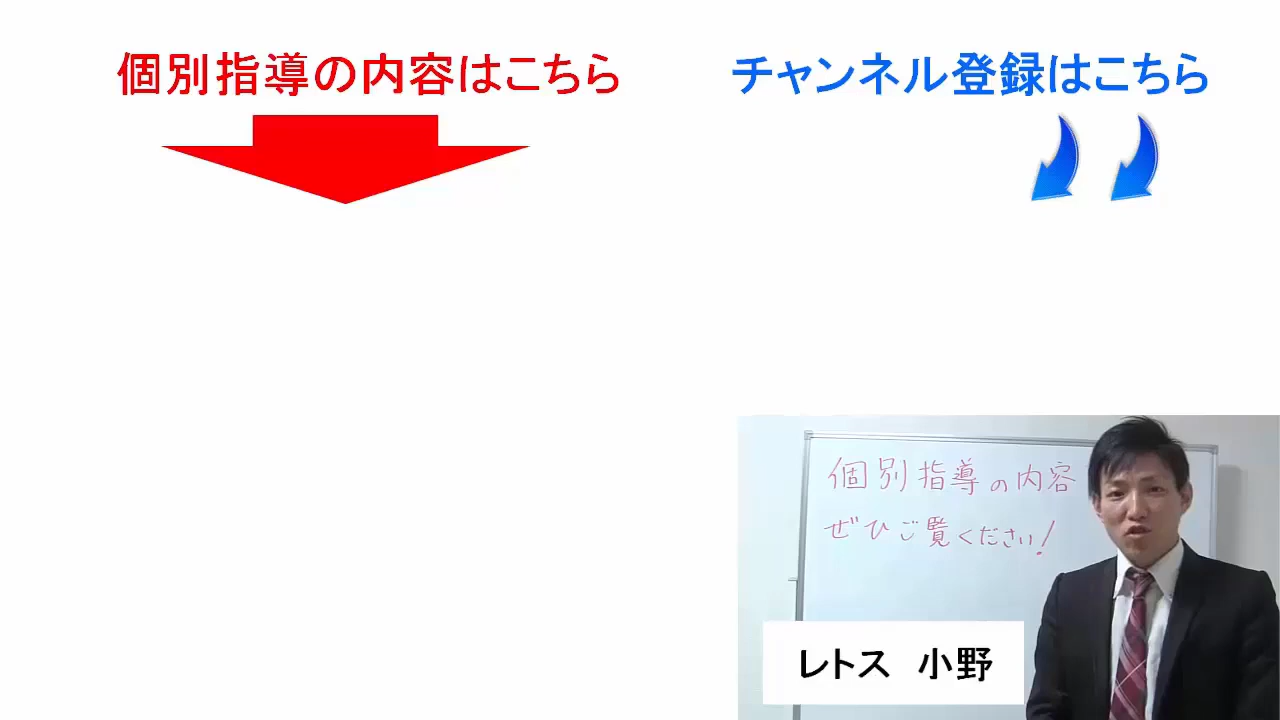 個別指導の内容はこちら
チャンネル登録はこちら
個別指導の内容
ぜひご覧ください!
レトス 小野